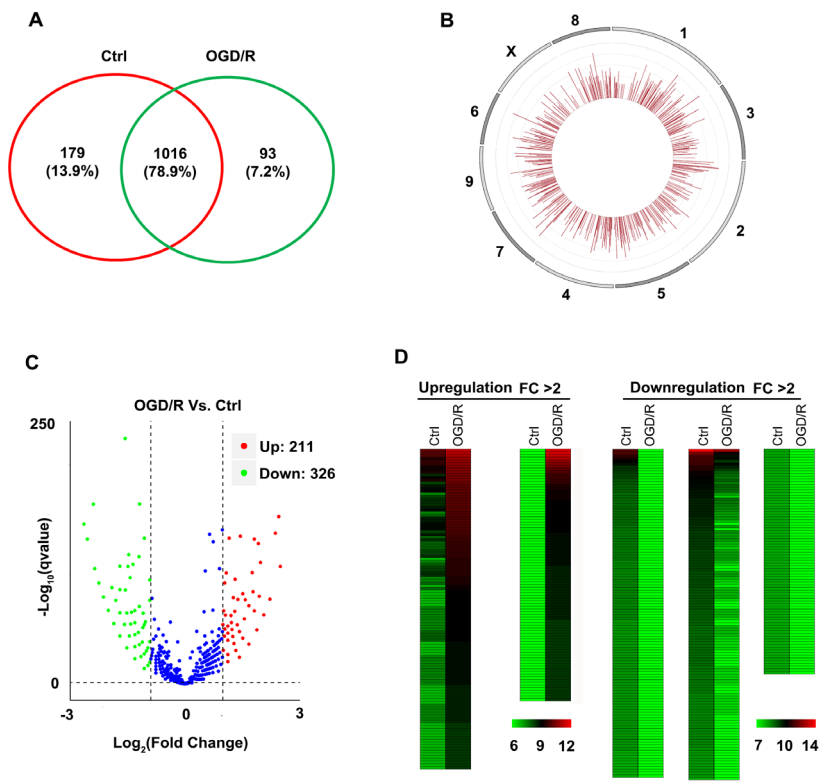 A
Ctrl
OGD/R
179
(13.9%)
1016
(78.9%)
93
(7.2%)
B
8
1
X
3
6
9
2
7
4
5
C
OGD/R Vs. Ctrl
250
Up: 211
Down: 326
-Log10(qvalue)
0
-3
0
3
Log2(Fold Change)
D
Upregulation FC >2
Ctrl
OGD/R
Ctrl
OGD/R
6 9 12
Downregulation FC >2
Ctrl
OGD/R
Ctrl
OGD/R
Ctrl
OGD/R
7 10 14